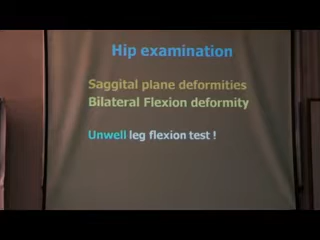 Hip examination
Saggital plane deformities
Bilateral Flexion deformity
Unwell leg flexion test !